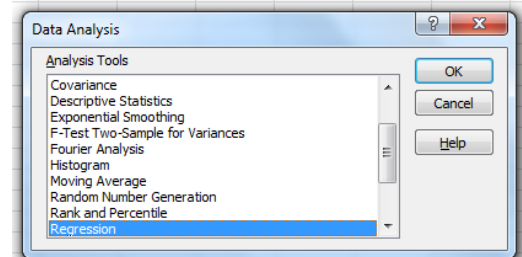 Data Analysis
Analysis Tools
Covariance
Descriptive Statistics
Exponential Smoothing
F-Test Two-Sample for Variances
Fourier Analysis
Histogram
Moving Average
Random Number Generation
Rank and Percentile
Regression
OK
Cancel
Help